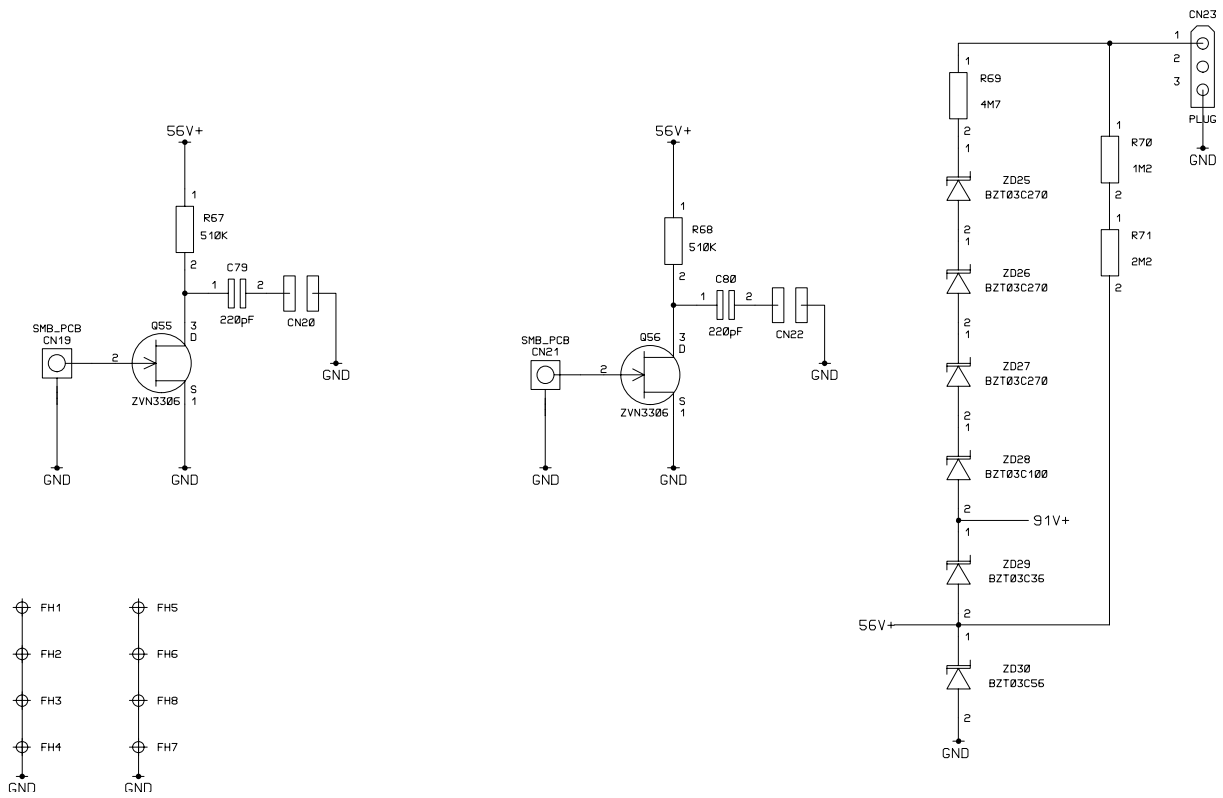 56V+
1
R67
510K
2
C79
1
2
220pF
CN20
GND
SMB_PCB
CN19
2
Q55
3
D
S
1
ZVN3306
GND
GND
56V+
1
R68
510K
2
C80
1
2
220pF
CN22
GND
SMB_PCB
CN21
2
Q56
3
D
S
1
ZVN3306
GND
GND
CN23
1
2
3
PLUG
GND
1
R69
4M7
2
1
R70
1M2
2
1
R71
2M2
2
1
ZD25
BZT03C270
2
1
ZD26
BZT03C270
2
1
ZD27
BZT03C270
2
1
ZD28
BZT03C100
2
91V+
1
ZD29
BZT03C36
2
56V+
1
ZD30
BZT03C56
2
GND
FH1
FH2
FH3
FH4
GND
FH5
FH6
FH8
FH7
GND